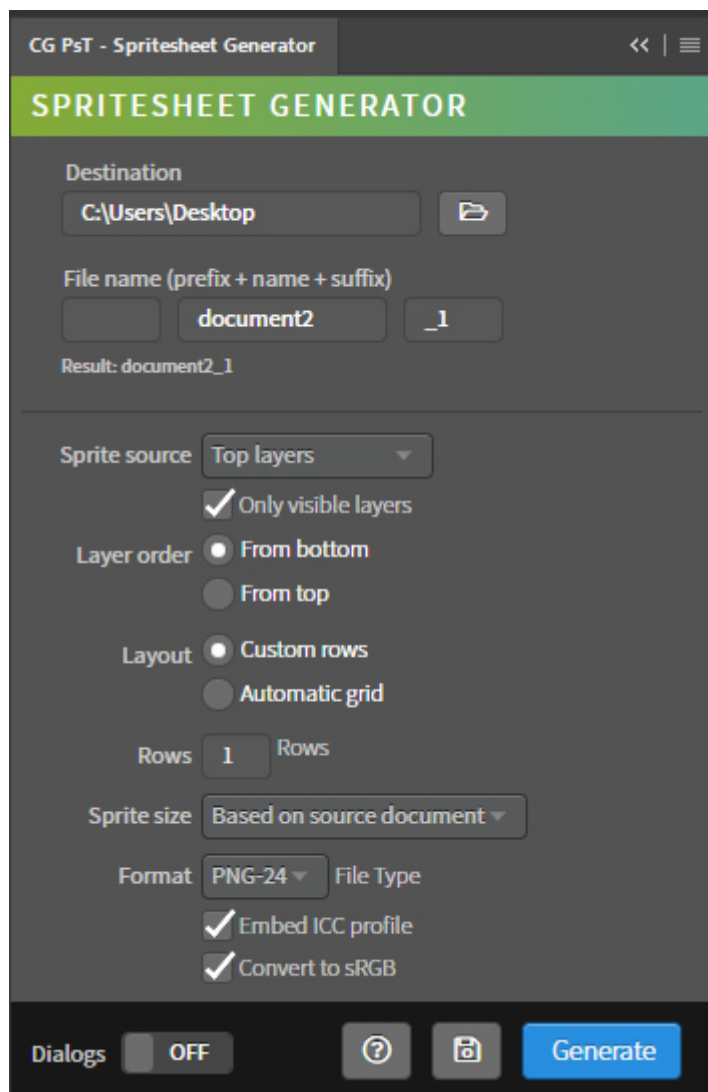 CG PsT - Spritesheet Generator
SPRITESHEET GENERATOR
Destination
C:\Users\Desktop
File name (prefix + name + suffix)
document2 _1
Result: document2_1
Sprite source Top layers
Only visible layers
Layer order From bottom
From top
Layout Custom rows
Automatic grid
Rows 1 Rows
Sprite size Based on source document
Format PNG-24 File Type
Embed ICC profile
Convert to sRGB
Dialogs OFF Generate